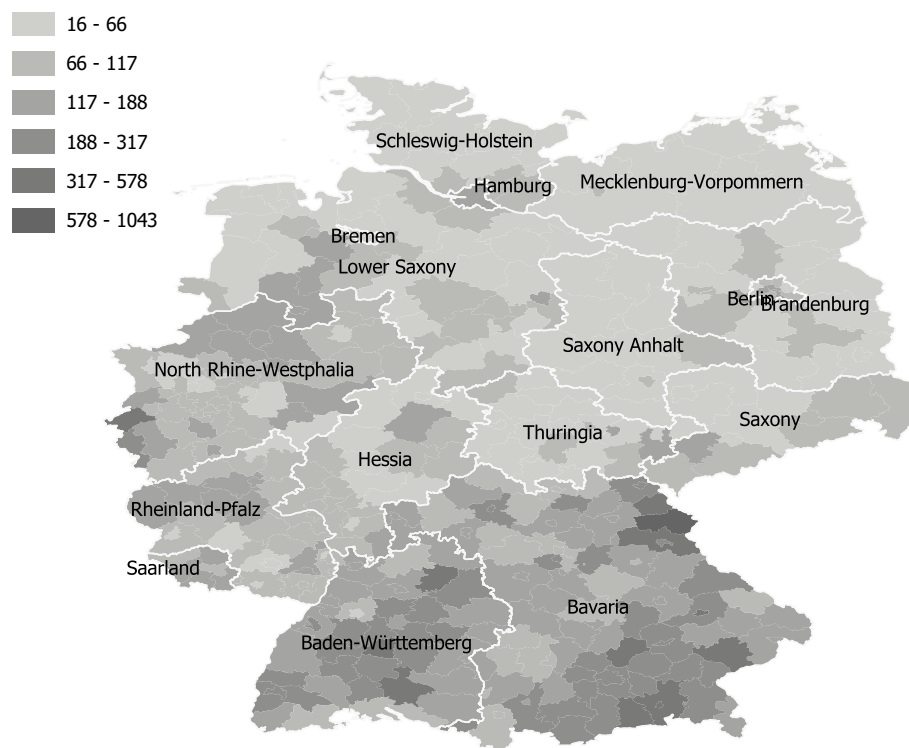 16 - 66
66 - 117
117 - 188
188 - 317
317 - 578
578 - 1043
Schleswig-Holstein
Hamburg
Mecklenburg-Vorpommern
Bremen
Lower Saxony
Berlin
Brandenburg
Saxony Anhalt
North Rhine-Westphalia
Saxony
Thuringia
Hessia
Rheinland-Pfalz
Saarland
Bavaria
Baden-Württemberg